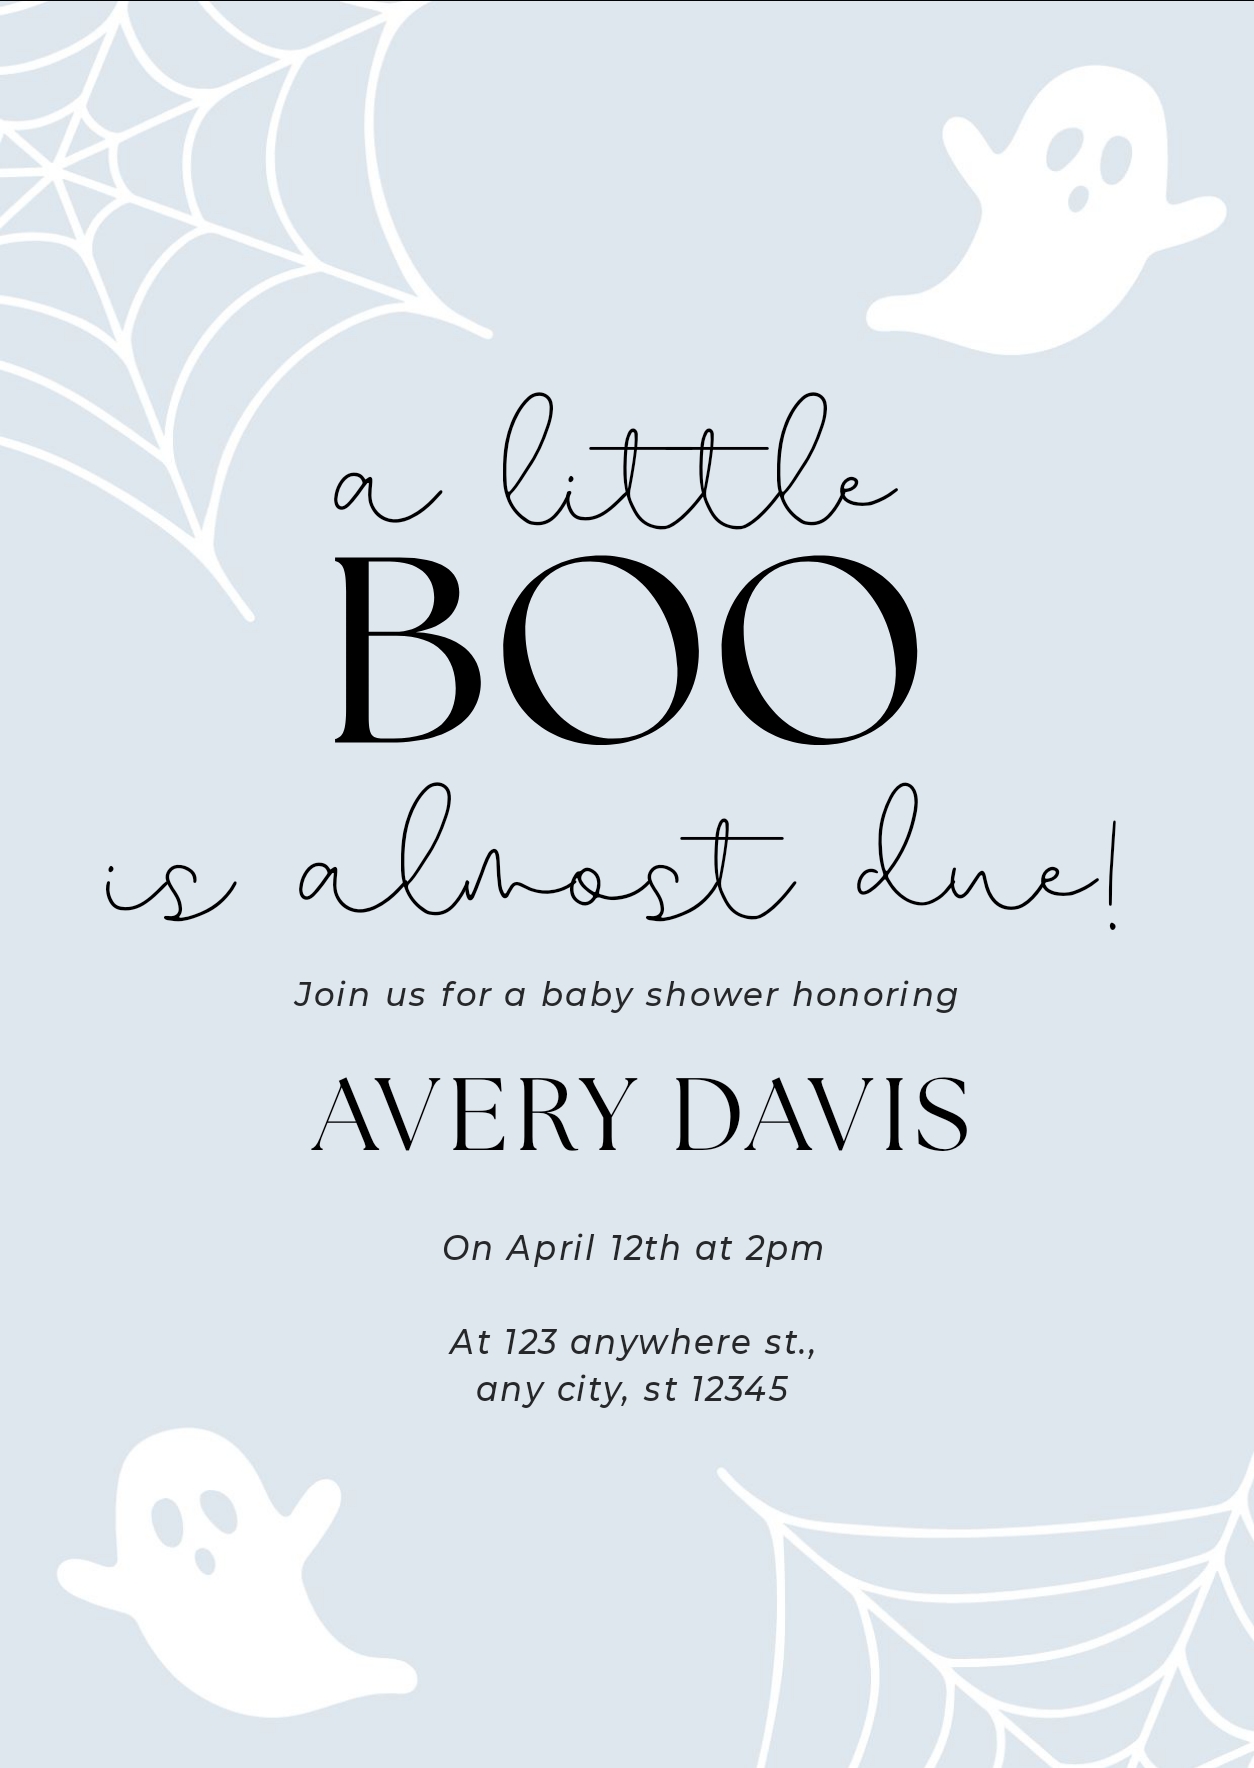 a little
BOO
is almost due!
Join us for a baby shower honoring
AVERY DAVIS
On April 12th at 2pm
At 123 anywhere st.,
any city, st 12345